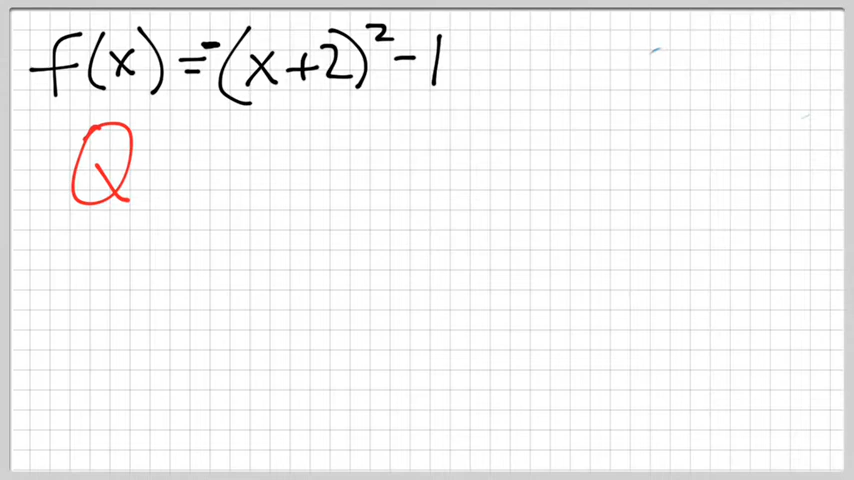 f(x) = -(x+2)² - 1
Q